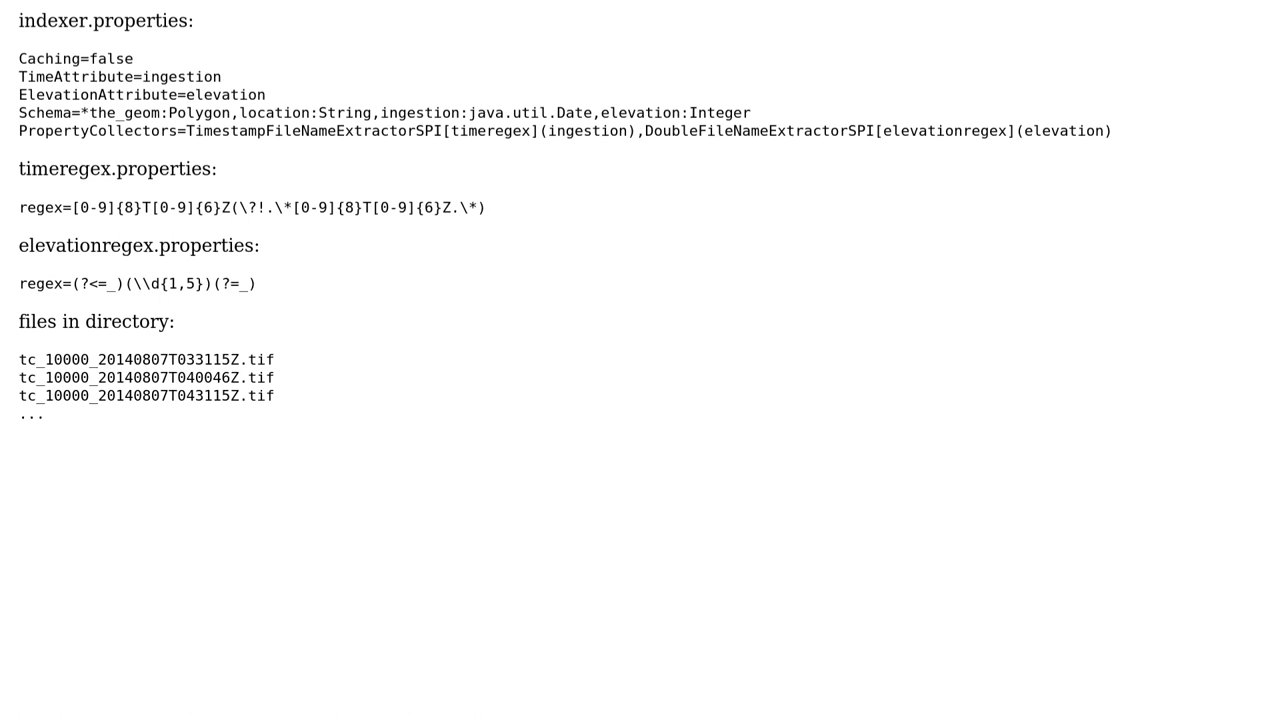 indexer.properties:
Caching=false
TimeAttribute=ingestion
ElevationAttribute=elevation
Schema=*the_geom:Polygon,location:String,ingestion:java.util.Date,elevation:Integer
PropertyCollectors=TimestampFileNameExtractorSPI[timeregex](ingestion),DoubleFileNameExtractorSPI[elevationregex](elevation)
timeregex.properties:
regex=[0-9]{8}T[0-9]{6}Z(\?!.\*[0-9]{8}T[0-9]{6}Z.\*)
elevationregex.properties:
regex=(?<=_)(\\d{1,5})(?=_)
files in directory:
tc_10000_20140807T033115Z.tif
tc_10000_20140807T040046Z.tif
tc_10000_20140807T043115Z.tif
...